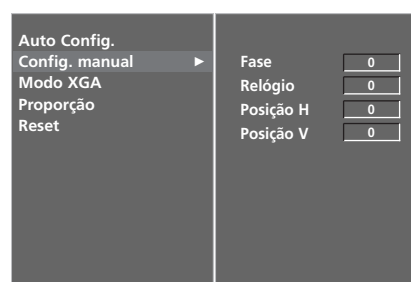 Auto Config.
Config. manual ►
Modo XGA
Proporção
Reset
Fase 0
Relógio 0
Posição H 0
Posição V 0